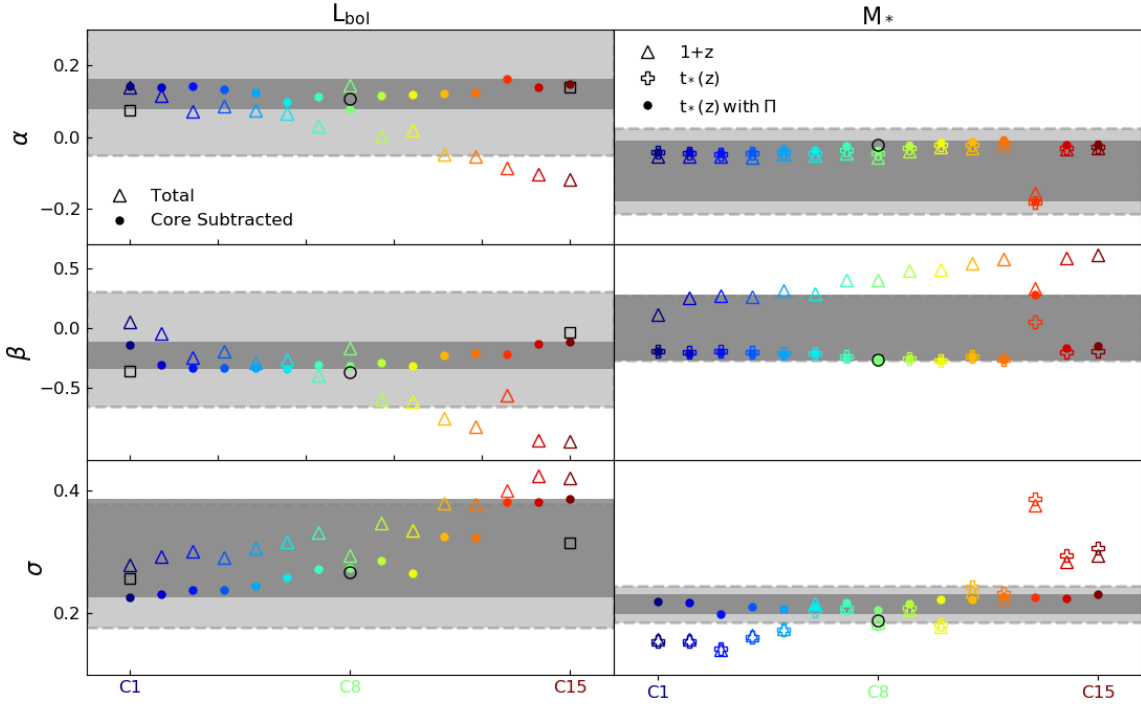 L_bol M_*
α
0.2
0.0
−0.2
Total
Core Subtracted
1+z
t_*(z)
t_*(z) with Π
β
0.5
0.0
−0.5
σ
0.4
0.2
C1 C8 C15 C1 C8 C15